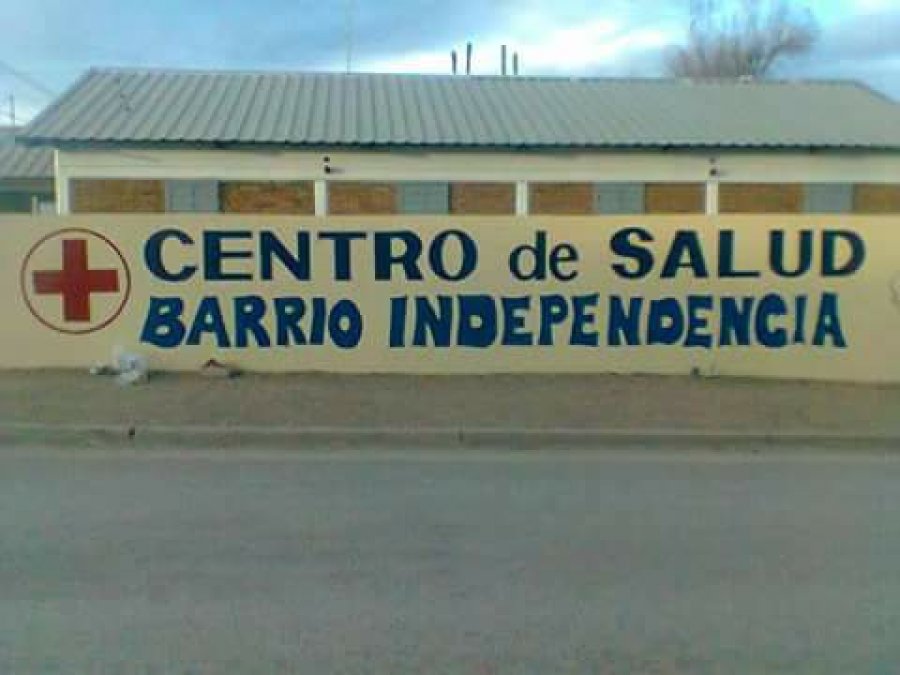 CENTRO de SALUD
BARRIO INDEPENDENCIA